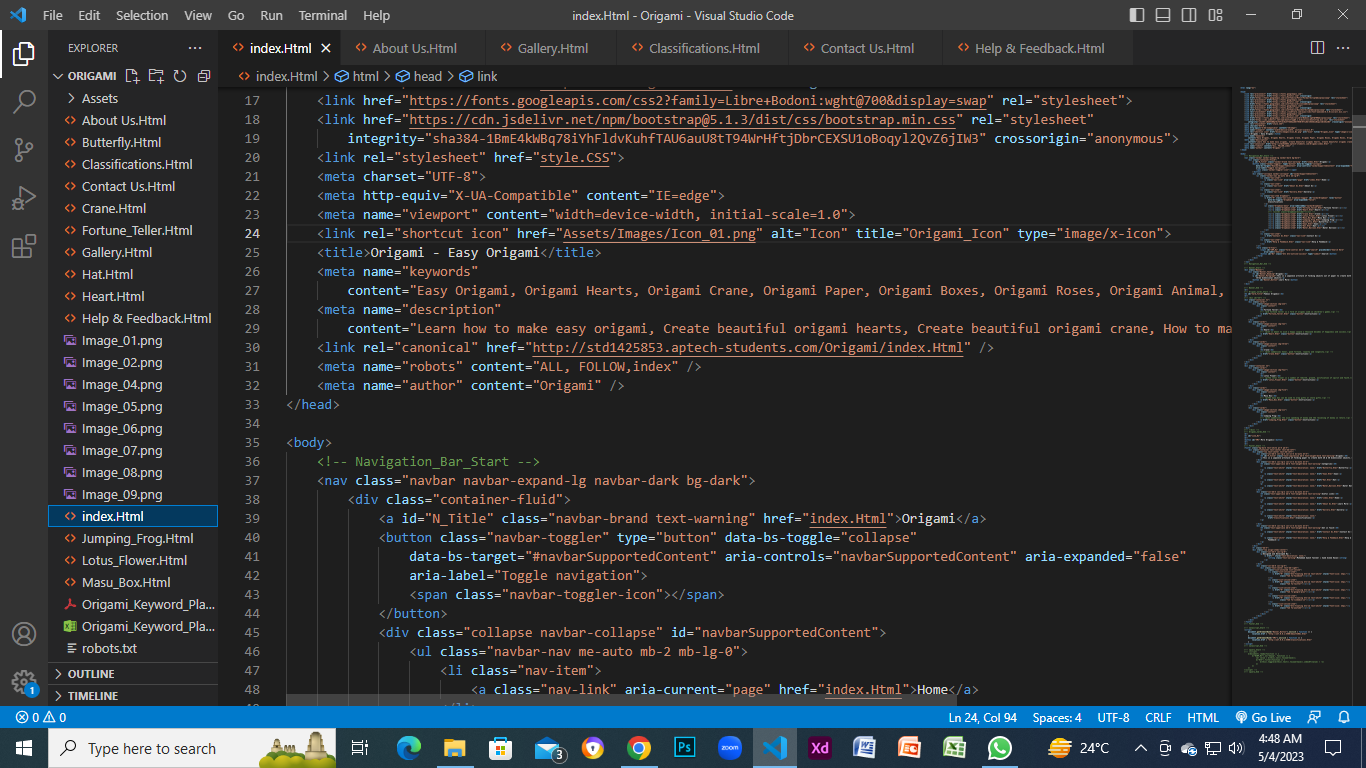 File Edit Selection View Go Run Terminal Help
index.Html - Origami - Visual Studio Code
EXPLORER
ORIGAMI
Assets
About Us.Html
Butterfly.Html
Classifications.Html
Contact Us.Html
Crane.Html
Fortune_Teller.Html
Gallery.Html
Hat.Html
Heart.Html
Help & Feedback.Html
Image_01.png
Image_02.png
Image_04.png
Image_05.png
Image_06.png
Image_07.png
Image_08.png
Image_09.png
index.Html
Jumping_Frog.Html
Lotus_Flower.Html
Masu_Box.Html
Origami_Keyword_Pla...
Origami_Keyword_Pla...
robots.txt
OUTLINE
TIMELINE
index.Html About Us.Html Gallery.Html Classifications.Html Contact Us.Html Help & Feedback.Html
index.Html > html > head > link
17 <link href="https://fonts.googleapis.com/css2?family=Libre+Bodoni:wght@700&display=swap" rel="stylesheet">
18 <link href="https://cdn.jsdelivr.net/npm/bootstrap@5.1.3/dist/css/bootstrap.min.css" rel="stylesheet"
19 integrity="sha384-1BmE4kWBq78iYhFldvKuhfTAU6auU8tT94WrHftjDbrCEXSU1oBoqyl2QvZ6jIW3" crossorigin="anonymous">
20 <link rel="stylesheet" href="style.CSS">
21 <meta charset="UTF-8">
22 <meta http-equiv="X-UA-Compatible" content="IE=edge">
23 <meta name="viewport" content="width=device-width, initial-scale=1.0">
24 <link rel="shortcut icon" href="Assets/Images/Icon_01.png" alt="Icon" title="Origami_Icon" type="image/x-icon">
25 <title>Origami - Easy Origami</title>
26 <meta name="keywords"
27 content="Easy Origami, Origami Hearts, Origami Crane, Origami Paper, Origami Boxes, Origami Roses, Origami Animal,
28 <meta name="description"
29 content="Learn how to make easy origami, Create beautiful origami hearts, Create beautiful origami crane, How to ma
30 <link rel="canonical" href="http://std1425853.aptech-students.com/Origami/index.Html" />
31 <meta name="robots" content="ALL, FOLLOW,index" />
32 <meta name="author" content="Origami" />
33 </head>
34
35 <body>
36 <!-- Navigation_Bar_Start -->
37 <nav class="navbar navbar-expand-lg navbar-dark bg-dark">
38 <div class="container-fluid">
39 <a id="N_Title" class="navbar-brand text-warning" href="index.Html">Origami</a>
40 <button class="navbar-toggler" type="button" data-bs-toggle="collapse"
41 data-bs-target="#navbarSupportedContent" aria-controls="navbarSupportedContent" aria-expanded="false"
42 aria-label="Toggle navigation">
43 <span class="navbar-toggler-icon"></span>
44 </button>
45 <div class="collapse navbar-collapse" id="navbarSupportedContent">
46 <ul class="navbar-nav me-auto mb-2 mb-lg-0">
47 <li class="nav-item">
48 <a class="nav-link" aria-current="page" href="index.Html">Home</a>
1
0 0 Ln 24, Col 94 Spaces: 4 UTF-8 CRLF HTML Go Live
Type here to search
3
Ps
zoom
Xd
24°C
4:48 AM
5/4/2023